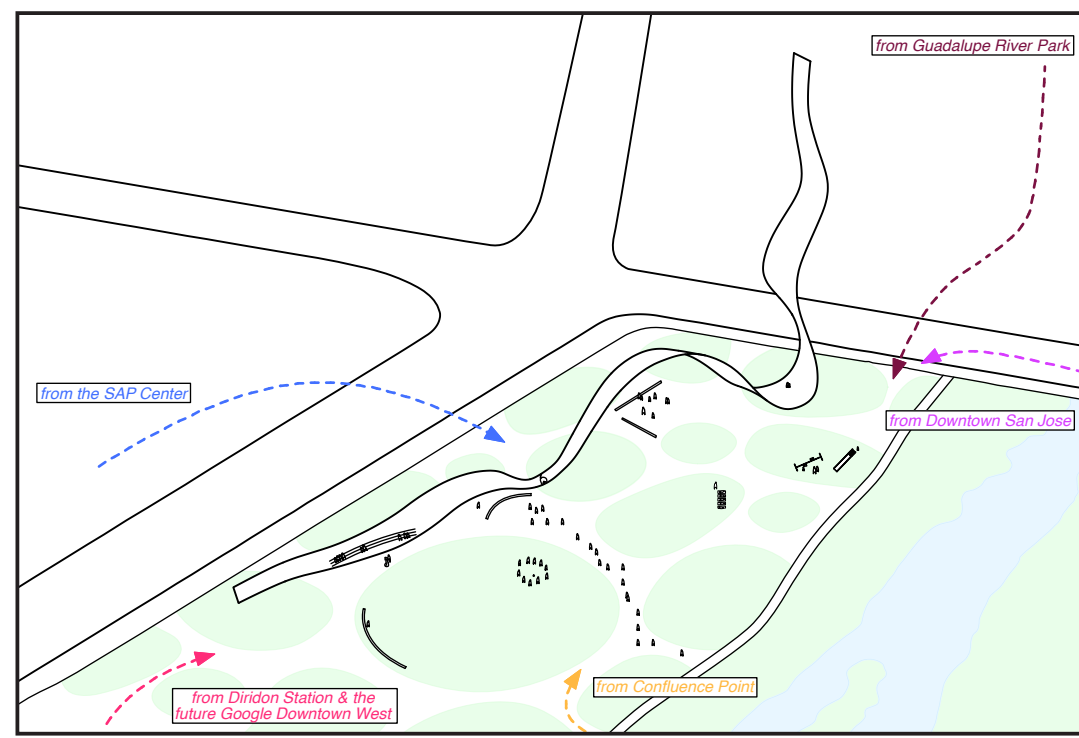 from Guadalupe River Park
from the SAP Center
from Downtown San Jose
from Confluence Point
from Diridon Station & the
future Google Downtown West